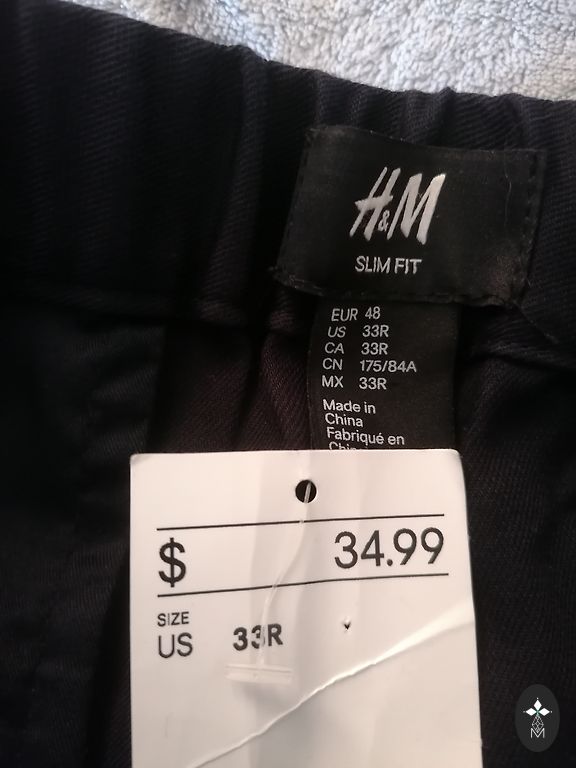 H&M
SLIM FIT
EUR 48
US 33R
CA 33R
CN 175/84A
MX 33R
Made in
China
Fabriqué en
$ 34.99
SIZE
US 33R
M